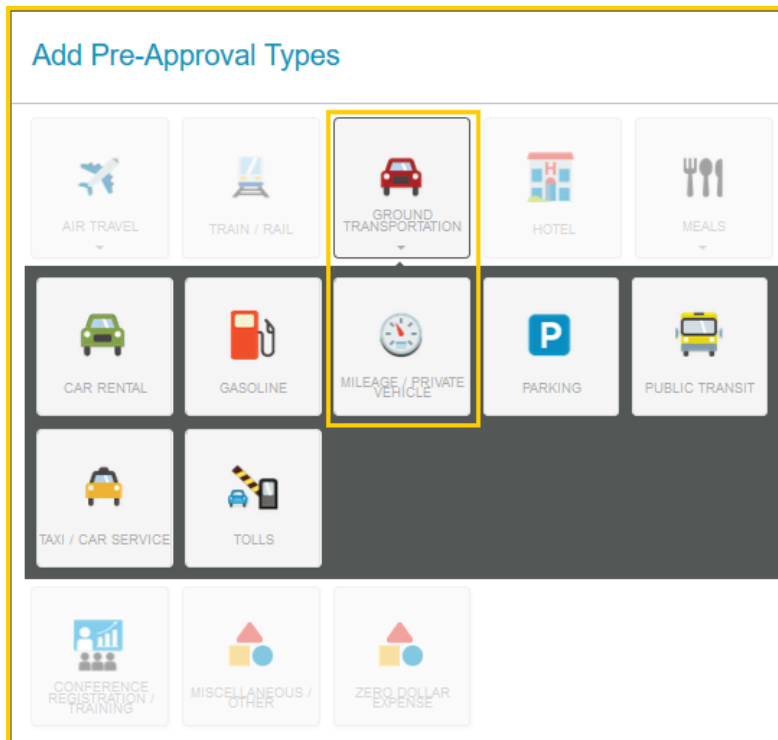 Add Pre-Approval Types
H
AIR TRAVEL
TRAIN / RAIL
GROUND
TRANSPORTATION
HOTEL
MEALS
P
CAR RENTAL
GASOLINE
MILEAGE / PRIVATE
VEHICLE
PARKING
PUBLIC TRANSIT
TAXI / CAR SERVICE
TOLLS
CONFERENCE
REGISTRATION /
TRAINING
MISCELLANEOUS /
OTHER
ZERO DOLLAR
EXPENSE